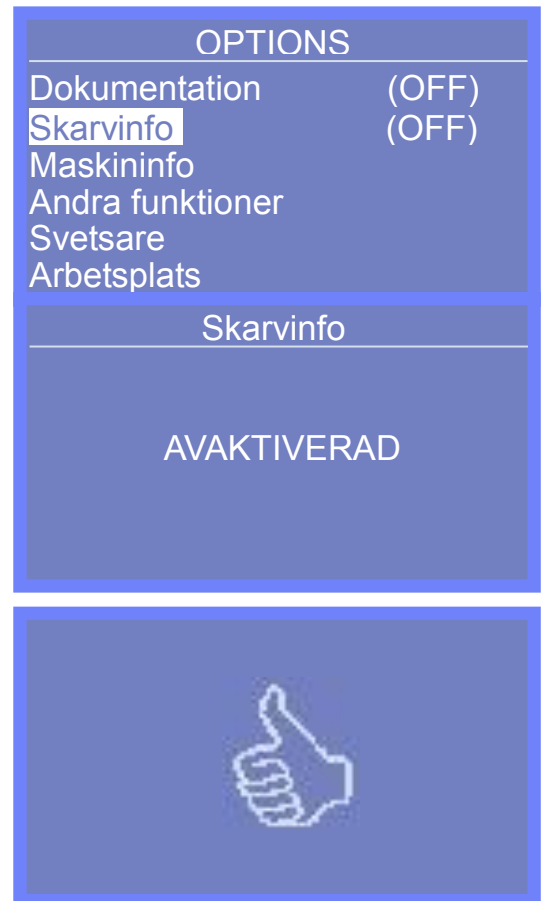 OPTIONS
Dokumentation (OFF)
Skarvinfo (OFF)
Maskininfo
Andra funktioner
Svetsare
Arbetsplats
Skarvinfo
AVAKTIVERAD